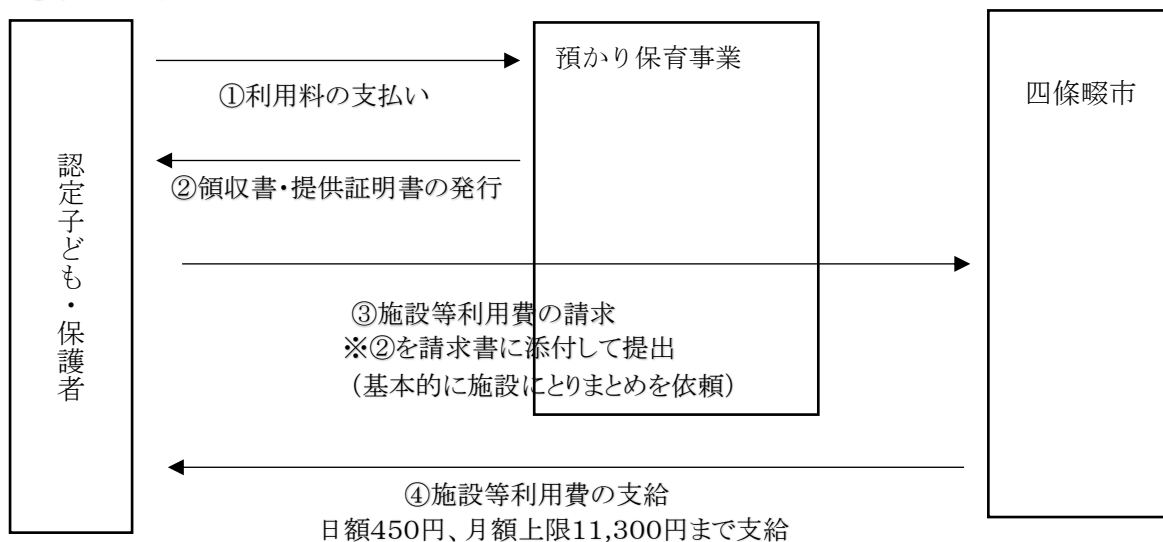 預かり保育事業
四條畷市
①利用料の支払い
認定子ども・保護者
②領収書・提供証明書の発行
③施設等利用費の請求
※②を請求書に添付して提出
（基本的に施設にとりまとめを依頼）
④施設等利用費の支給
日額450円、月額上限11,300円まで支給